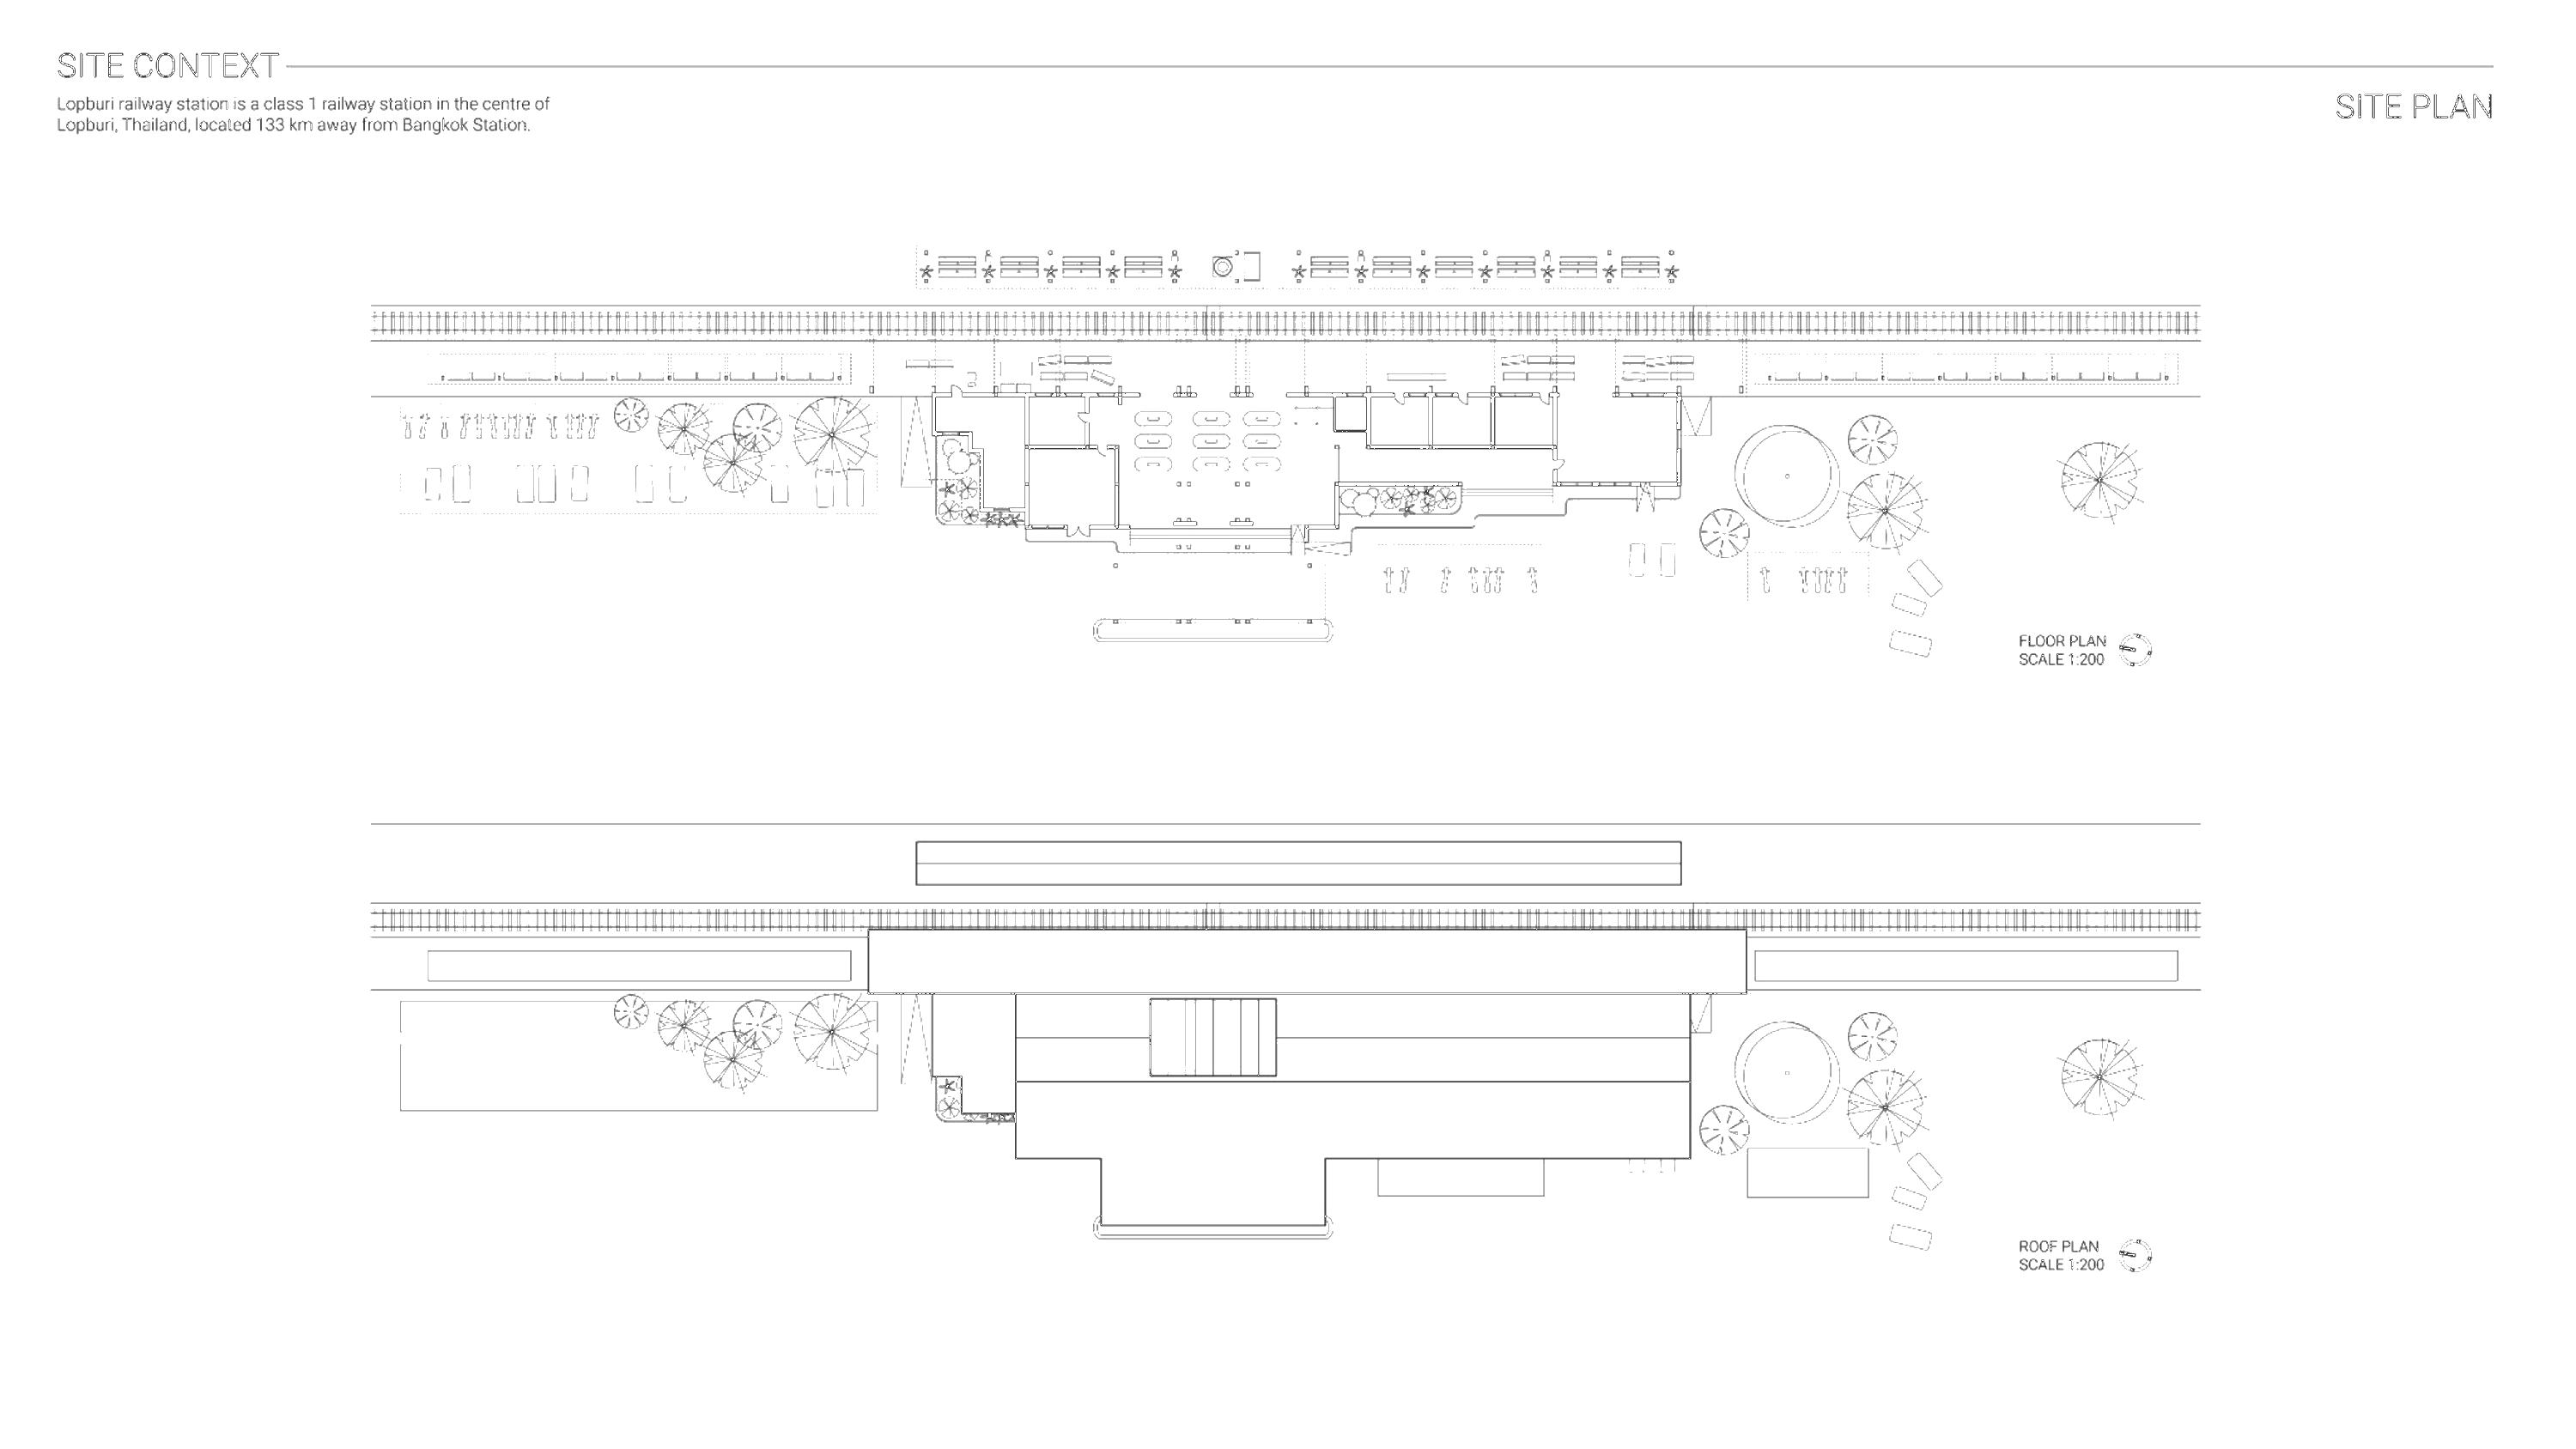 SITE CONTEXT
Lopburi railway station is a class 1 railway station in the centre of
Lopburi, Thailand, located 133 km away from Bangkok Station.
SITE PLAN
FLOOR PLAN
SCALE 1:200
ROOF PLAN
SCALE 1:200